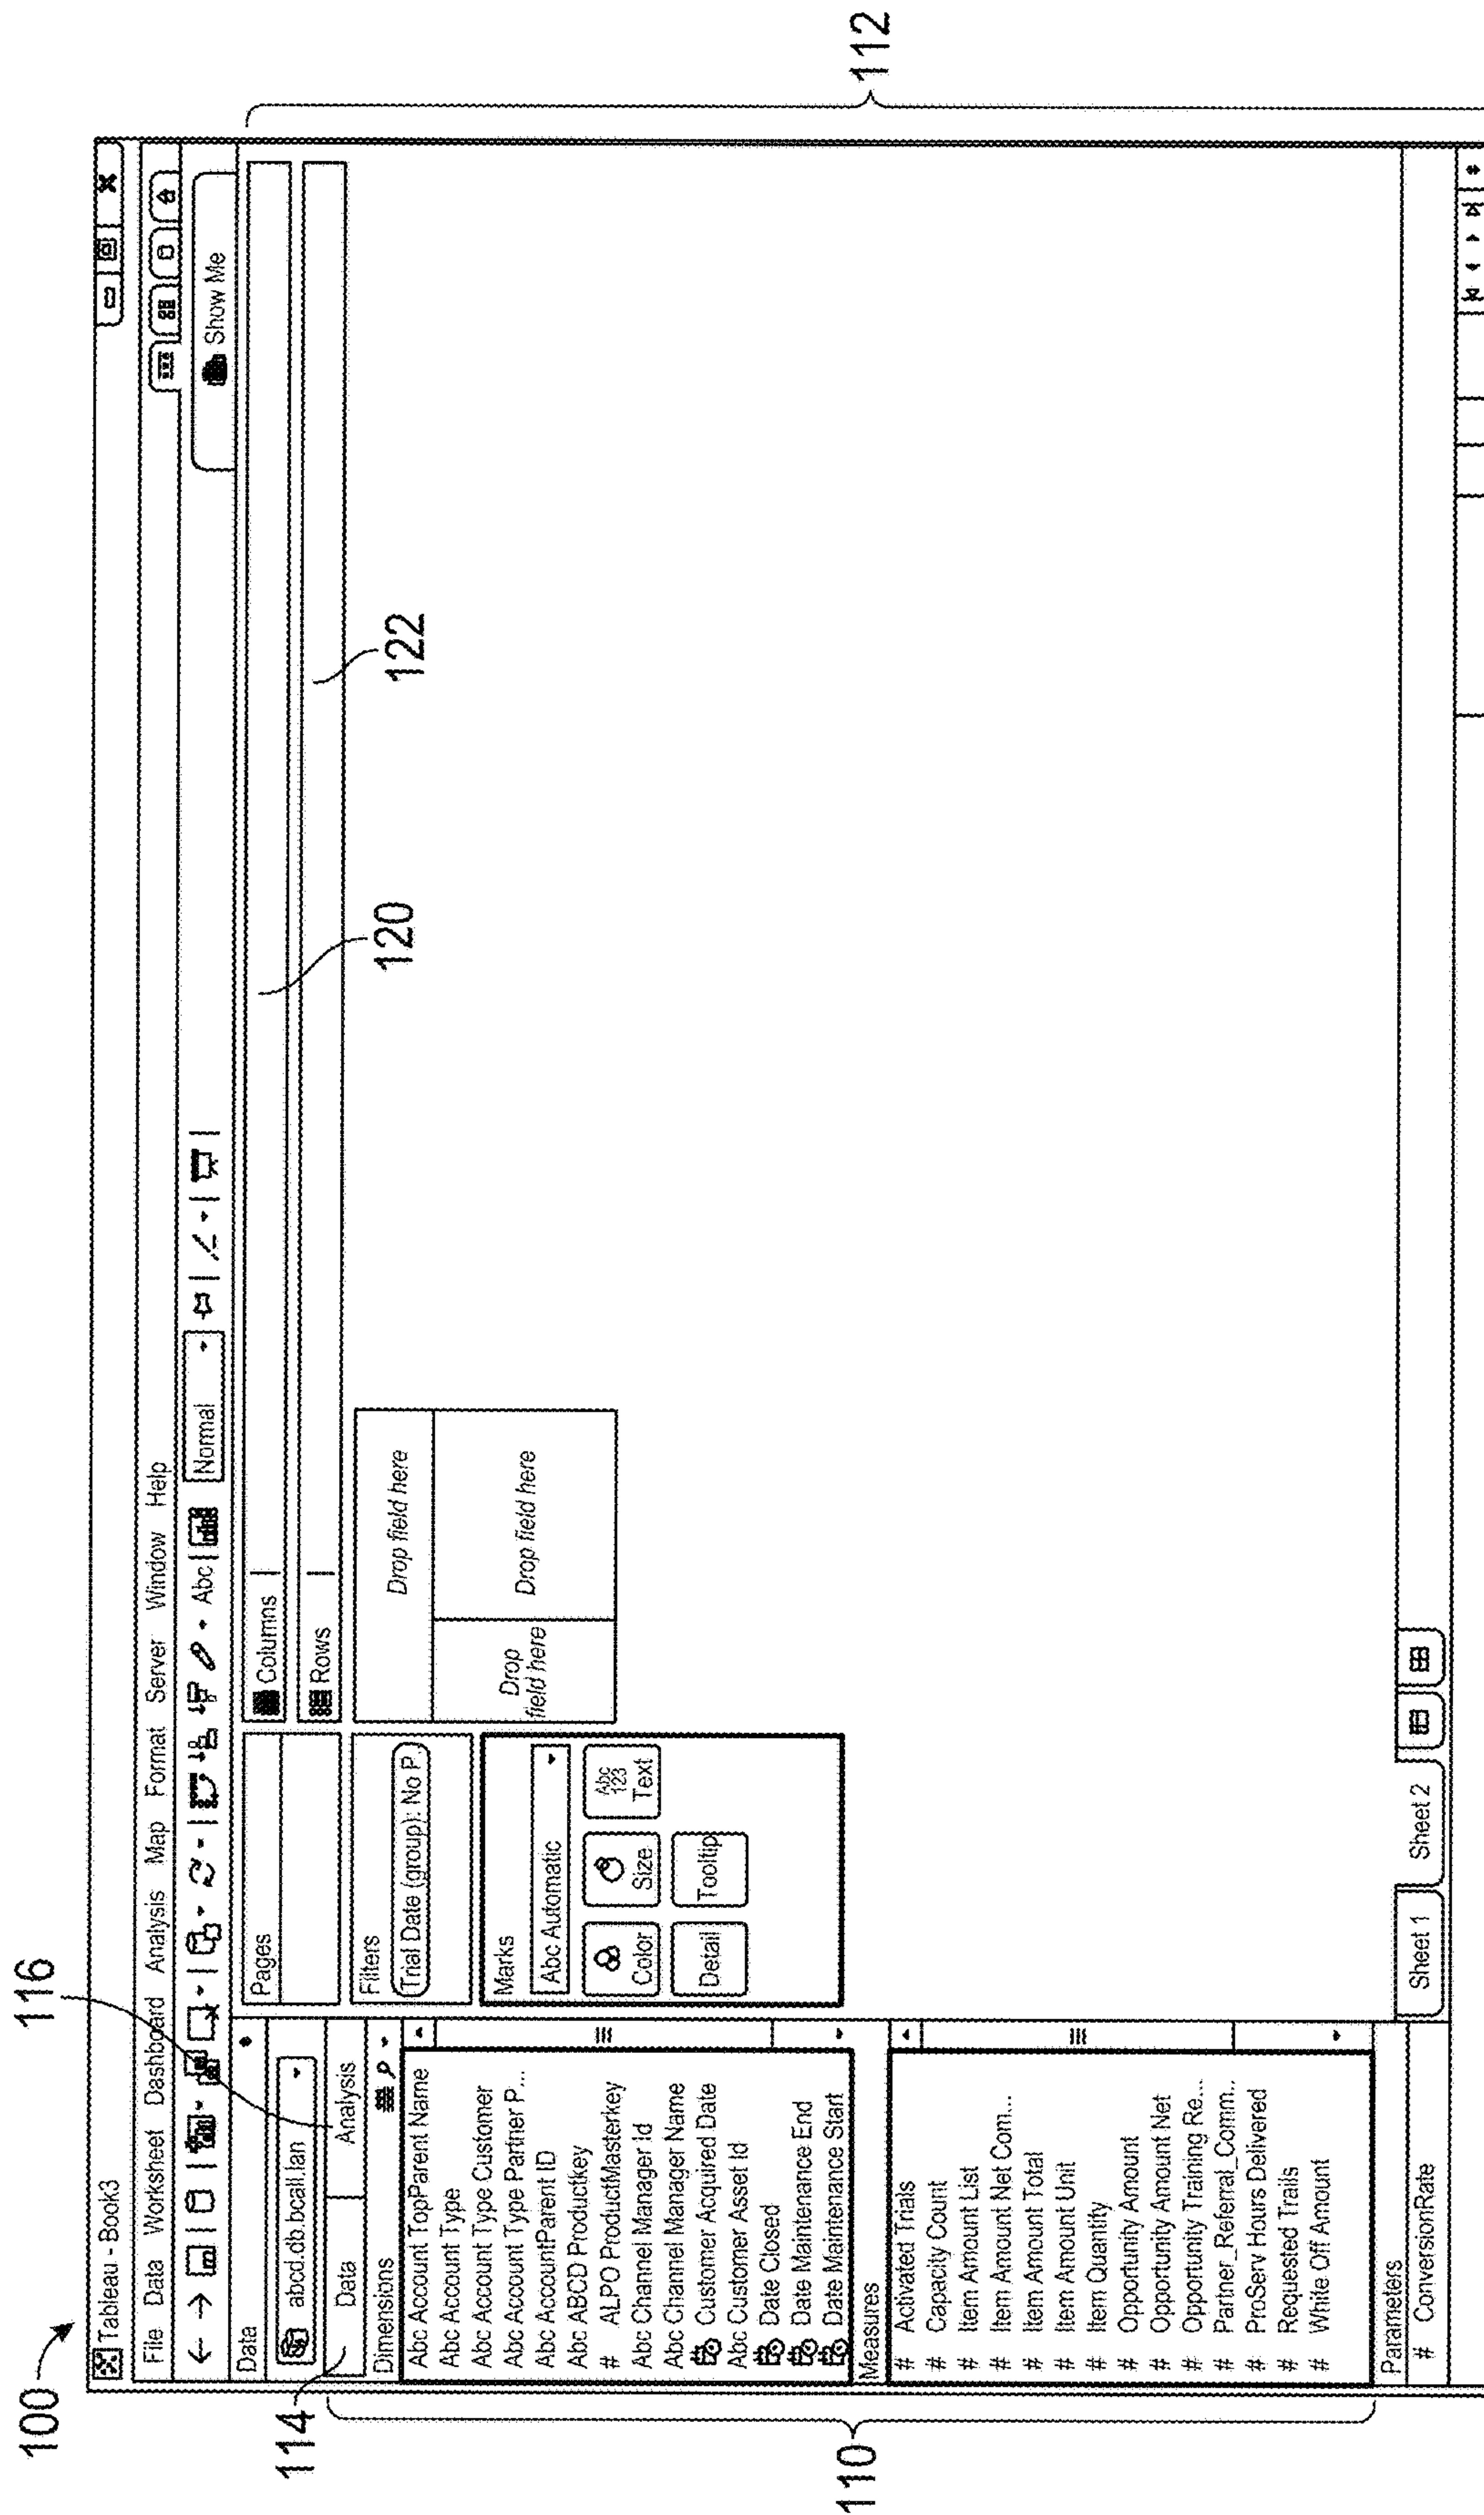 100
116
Tableau - Book3
File Data Worksheet Dashboard Analysis Map Format Server Window Help
Abc
Normal
Show Me
114
Data
abcd.db.bcall.lan
Data
Analysis
Dimensions
Abc Account TopParent Name
Abc Account Type
Abc Account Type Customer
Abc Account Type Partner P...
Abc AccountParent ID
Abc ABCD Productkey
# ALPO ProductMasterkey
Abc Channel Manager Id
Abc Channel Manager Name
Customer Acquired Date
Abc Customer Asset Id
Date Closed
Date Maintenance End
Date Maintenance Start
110
Measures
# Activated Trials
# Capacity Count
# Item Amount List
# Item Amount Net Com...
# Item Amount Total
# Item Amount Unit
# Item Quantity
# Opportunity Amount
# Opportunity Amount Net
# Opportunity Training Re...
# Partner_Referral_Comm..
# ProServ Hours Delivered
# Requested Trails
# White Off Amount
Parameters
# ConversionRate
Pages
Filters
Trial Date (group): No P.
Marks
Abc Automatic
Color
Size
Abc
123
Text
Detail
Tooltip
Columns
Rows
120
122
112
Drop field here
Drop
field here
Drop field here
Sheet 1
Sheet 2